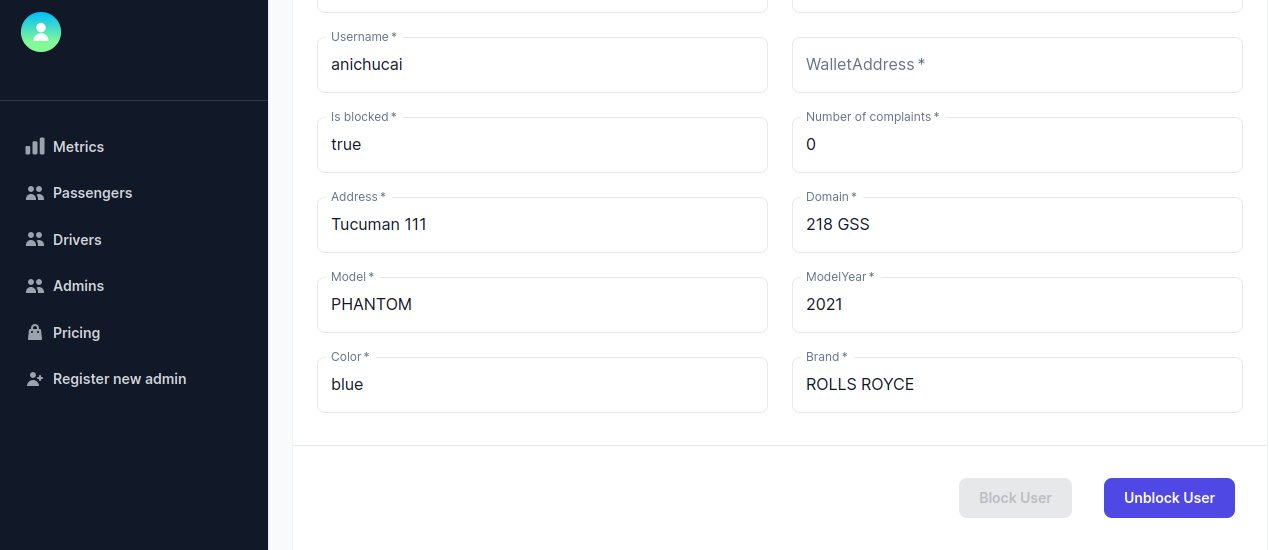 Metrics
Passengers
Drivers
Admins
Pricing
Register new admin
Username *
anichucai
WalletAddress *
Is blocked *
true
Number of complaints *
0
Address *
Tucuman 111
Domain *
218 GSS
Model *
PHANTOM
ModelYear *
2021
Color *
blue
Brand *
ROLLS ROYCE
Block User
Unblock User